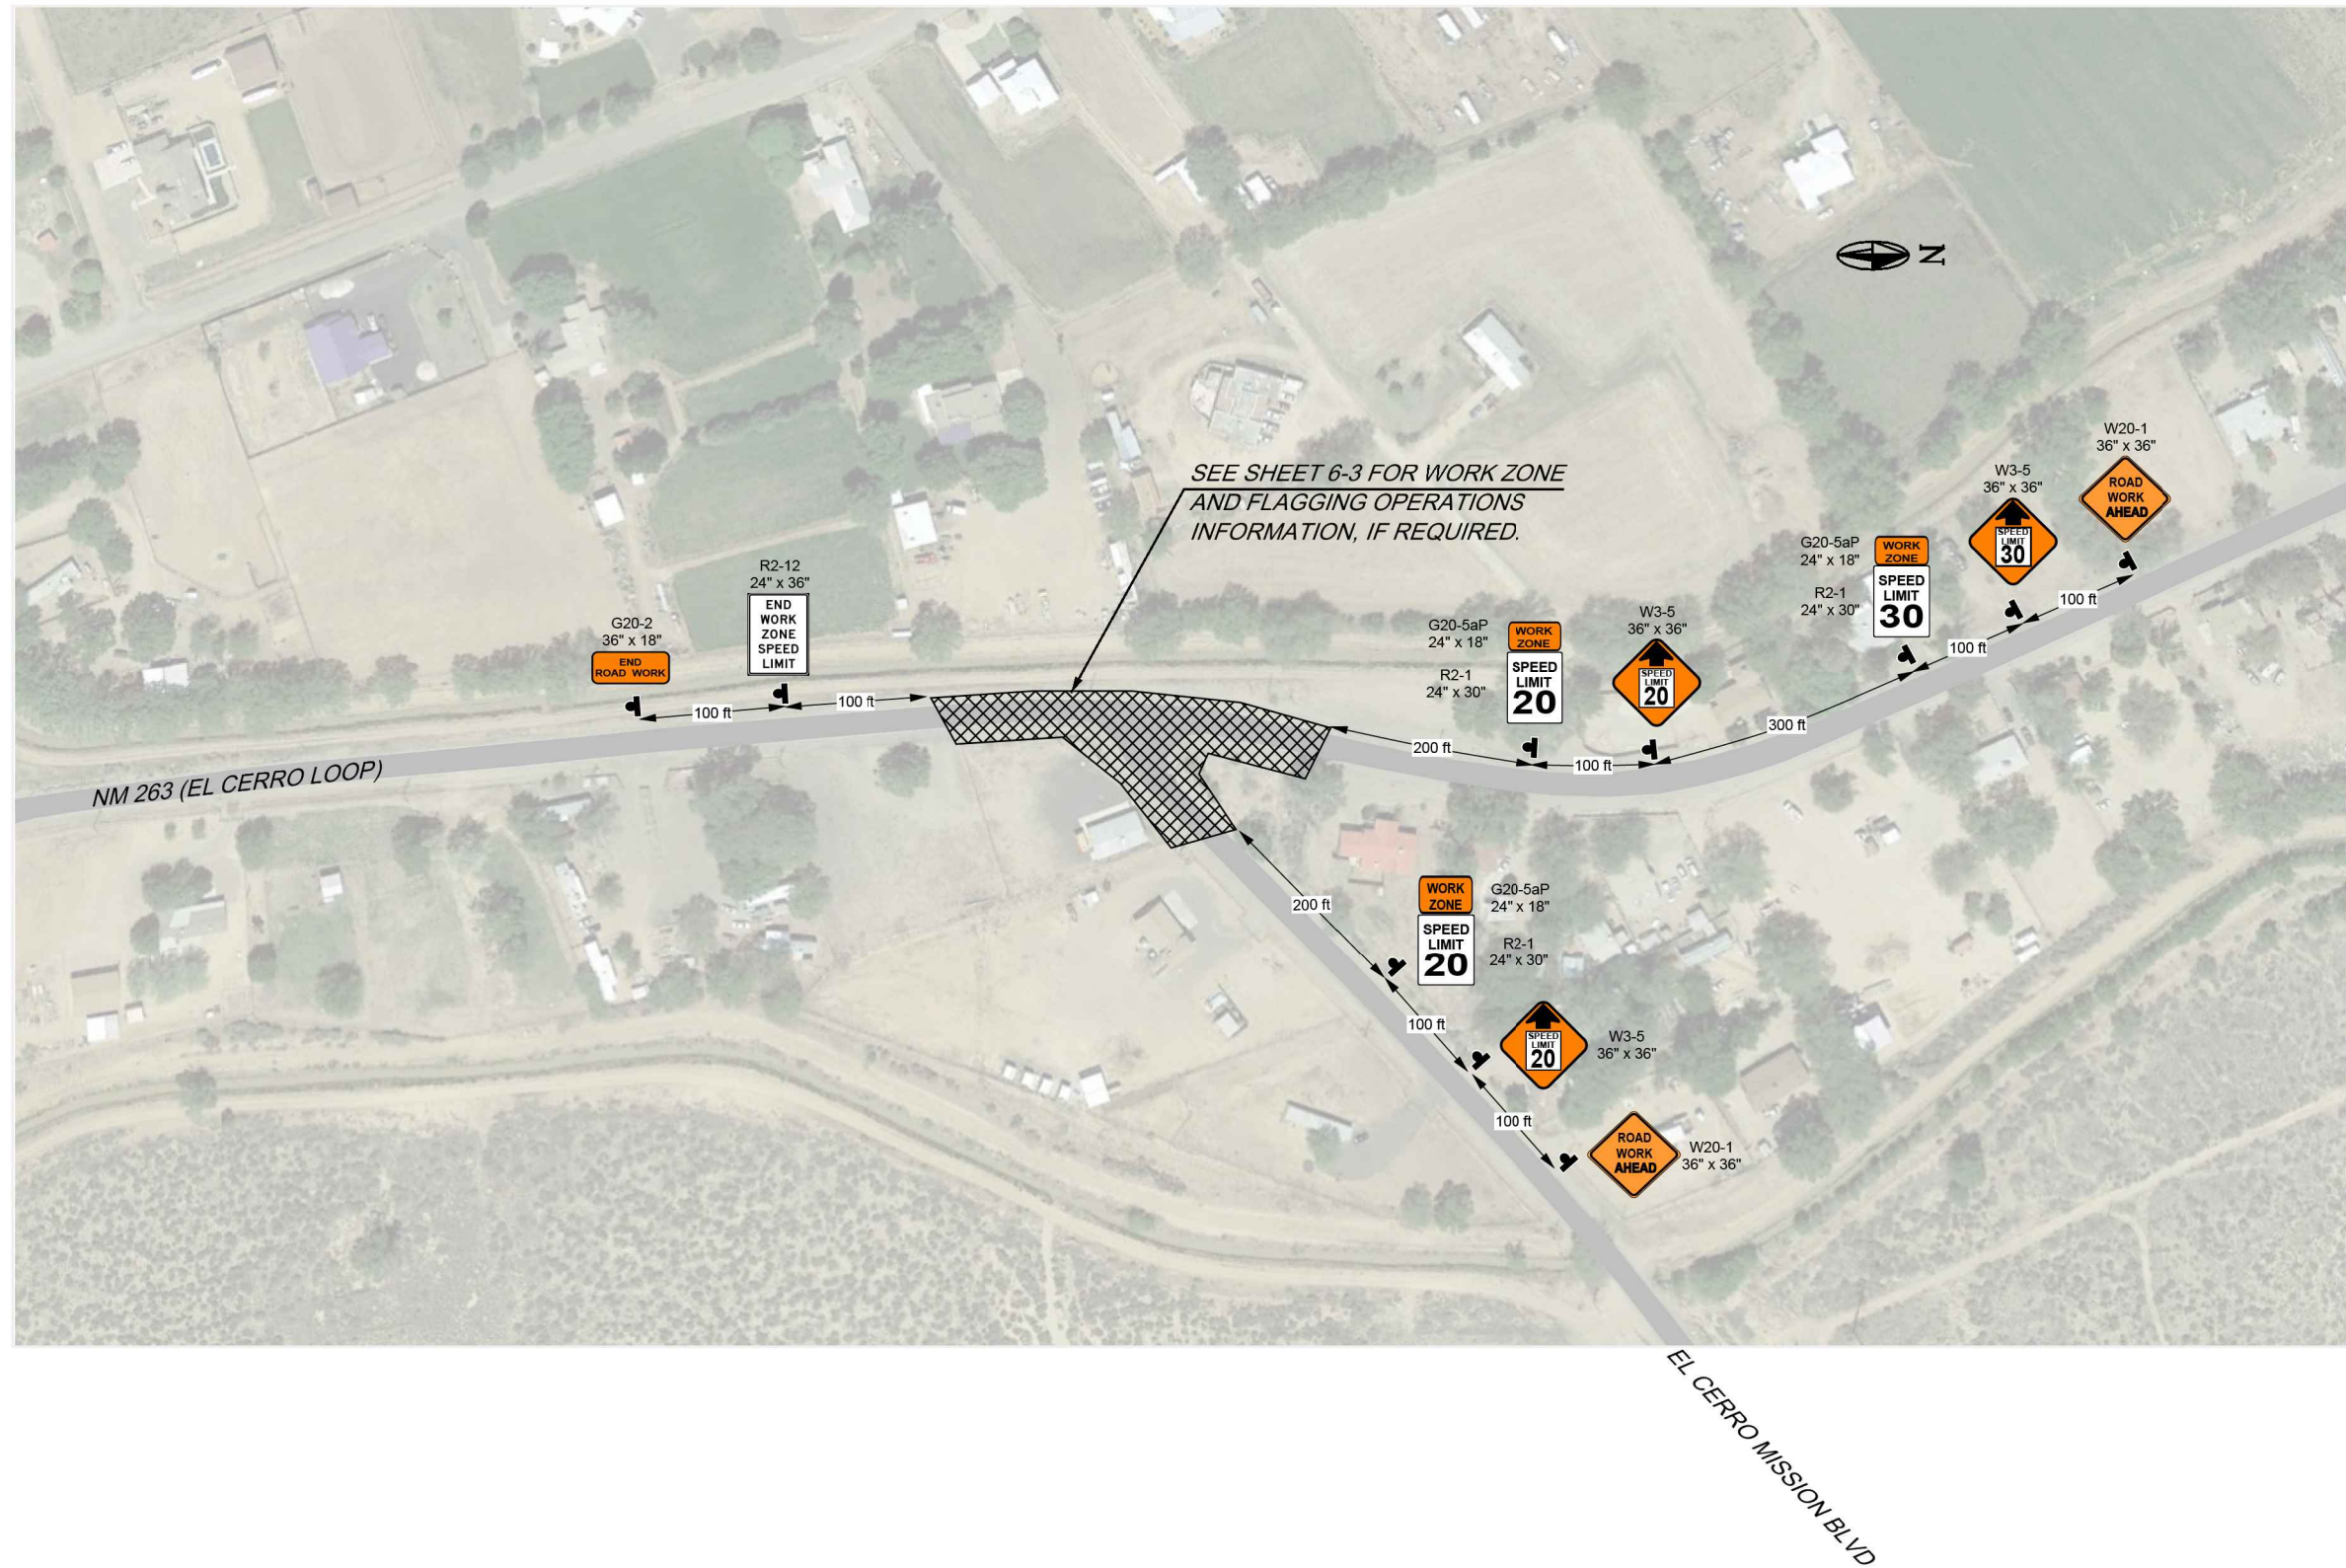 N
W20-1
36" x 36"
ROAD
WORK
AHEAD
W3-5
36" x 36"
SPEED
LIMIT
30
100 ft
G20-5aP
24" x 18"
WORK
ZONE
R2-1
24" x 30"
SPEED
LIMIT
30
100 ft
300 ft
SEE SHEET 6-3 FOR WORK ZONE
AND FLAGGING OPERATIONS
INFORMATION, IF REQUIRED.
W3-5
36" x 36"
SPEED
LIMIT
20
G20-5aP
24" x 18"
WORK
ZONE
R2-1
24" x 30"
SPEED
LIMIT
20
100 ft
200 ft
R2-12
24" x 36"
END
WORK
ZONE
SPEED
LIMIT
G20-2
36" x 18"
END
ROAD WORK
100 ft
100 ft
NM 263 (EL CERRO LOOP)
200 ft
WORK
ZONE
G20-5aP
24" x 18"
SPEED
LIMIT
20
R2-1
24" x 30"
100 ft
SPEED
LIMIT
20
W3-5
36" x 36"
100 ft
ROAD
WORK
AHEAD
W20-1
36" x 36"
EL CERRO MISSION BLVD